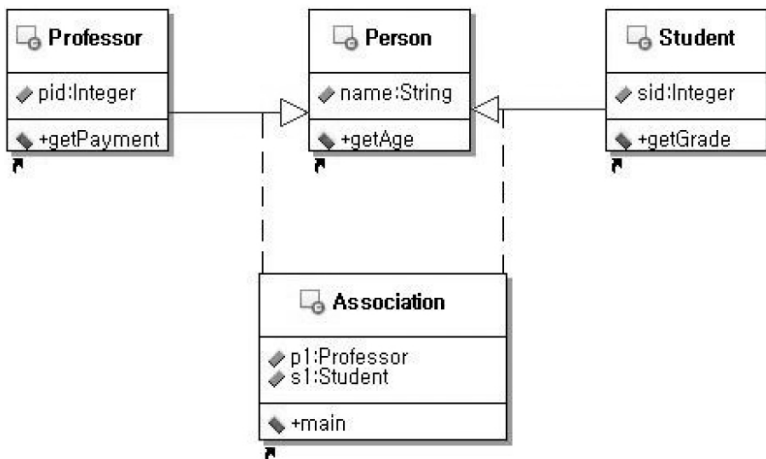 Professor
pid:Integer
+getPayment
Person
name:String
+getAge
Student
sid:Integer
+getGrade
Association
p1:Professor
s1:Student
+main